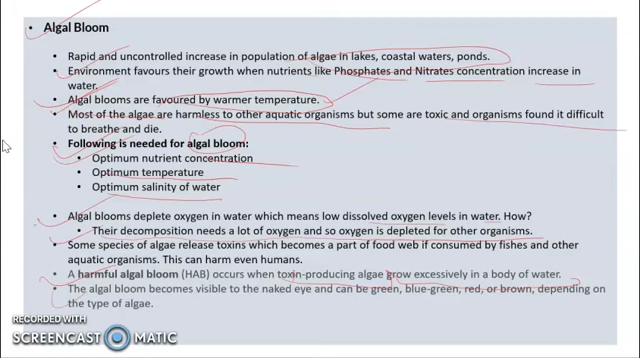 Algal Bloom
Rapid and uncontrolled increase in population of algae in lakes, coastal waters, ponds.
Environment favours their growth when nutrients like Phosphates and Nitrates concentration increase in
water.
Algal blooms are favoured by warmer temperature.
Most of the algae are harmless to other aquatic organisms but some are toxic and organisms found it difficult
to breathe and die.
Following is needed for algal bloom:
Optimum nutrient concentration
Optimum temperature
Optimum salinity of water
Algal blooms deplete oxygen in water which means low dissolved oxygen levels in water. How?
Their decomposition needs a lot of oxygen and so oxygen is depleted for other organisms.
Some species of algae release toxins which becomes a part of food web if consumed by fishes and other
aquatic organisms. This can harm even humans.
A harmful algal bloom (HAB) occurs when toxin-producing algae grow excessively in a body of water.
The algal bloom becomes visible to the naked eye and can be green, blue-green, red, or brown, depending on
the type of algae.
RECORDED WITH
SCREENCAST MATIC